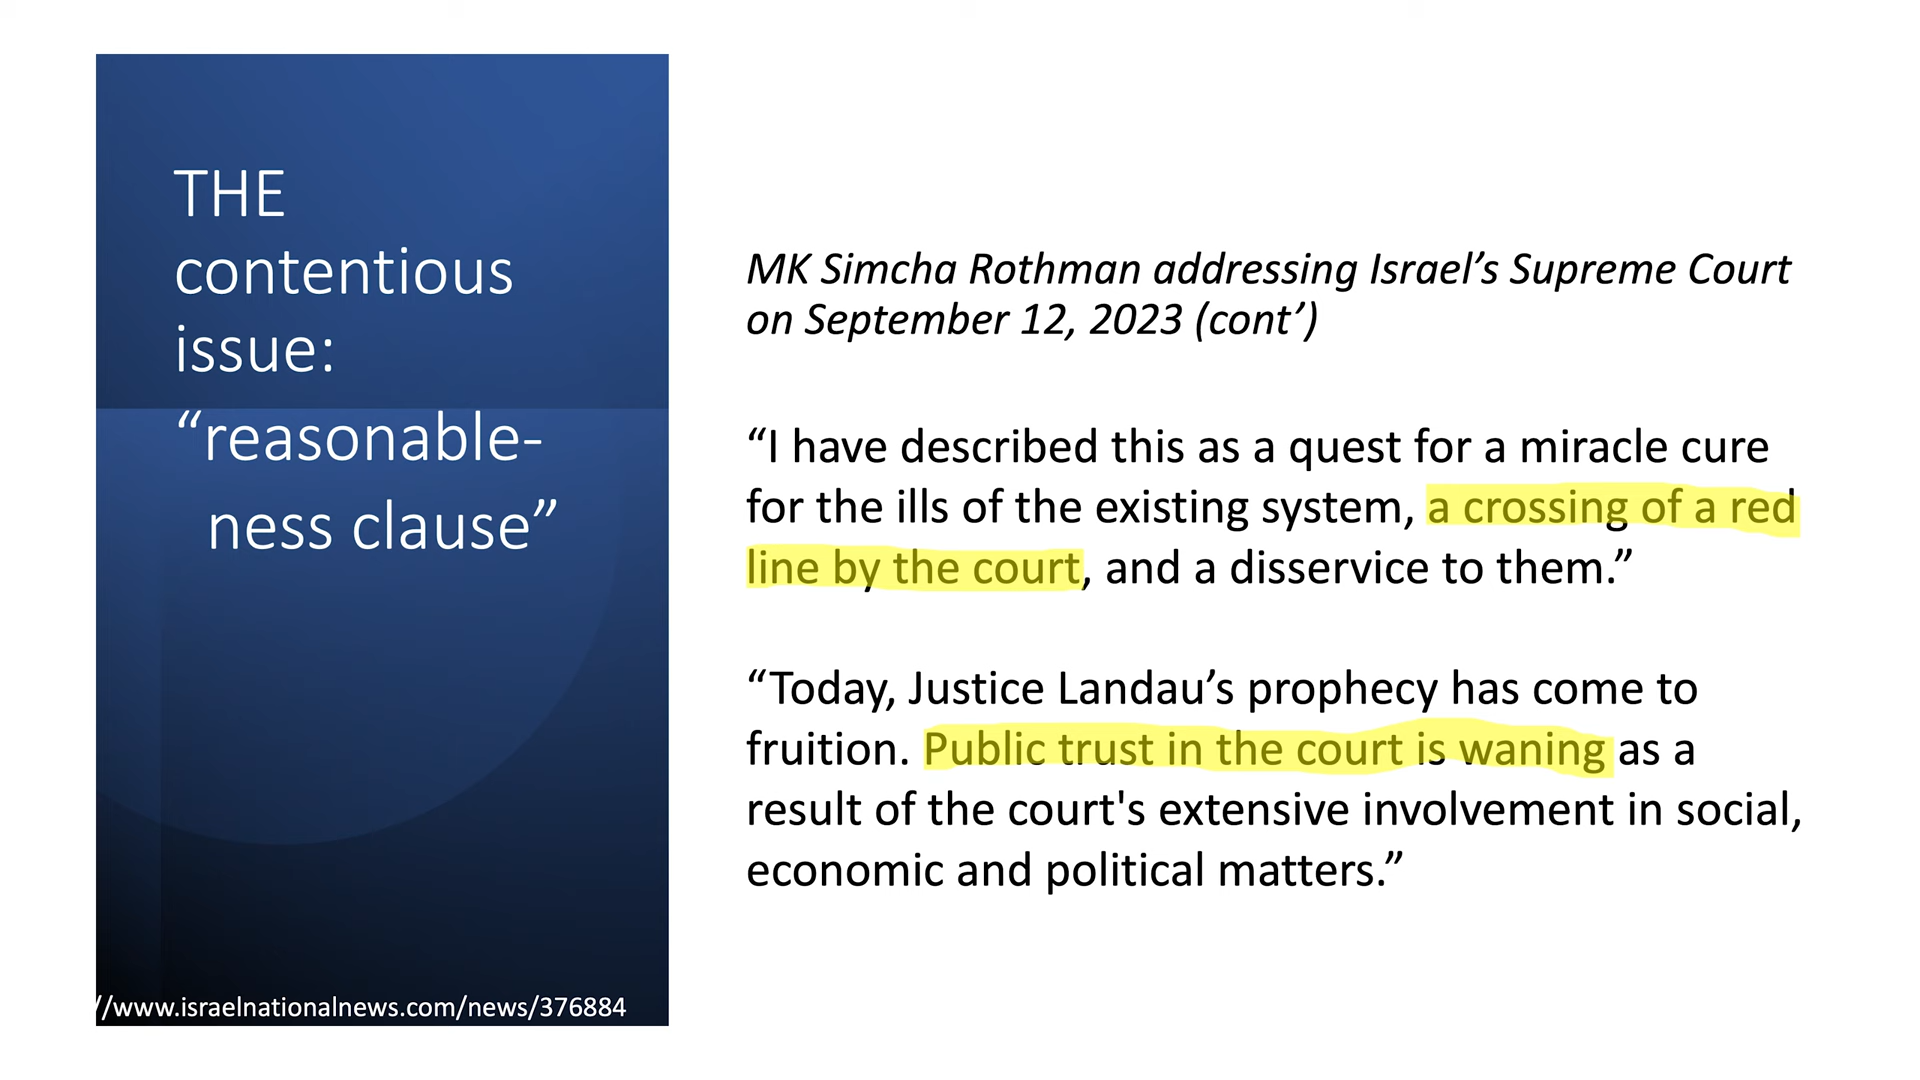 THE
contentious
issue:
“reasonable-
ness clause”
//www.israelnationalnews.com/news/376884
MK Simcha Rothman addressing Israel’s Supreme Court
on September 12, 2023 (cont’)
“I have described this as a quest for a miracle cure
for the ills of the existing system, a crossing of a red
line by the court, and a disservice to them.”
“Today, Justice Landau’s prophecy has come to
fruition. Public trust in the court is waning as a
result of the court's extensive involvement in social,
economic and political matters.”